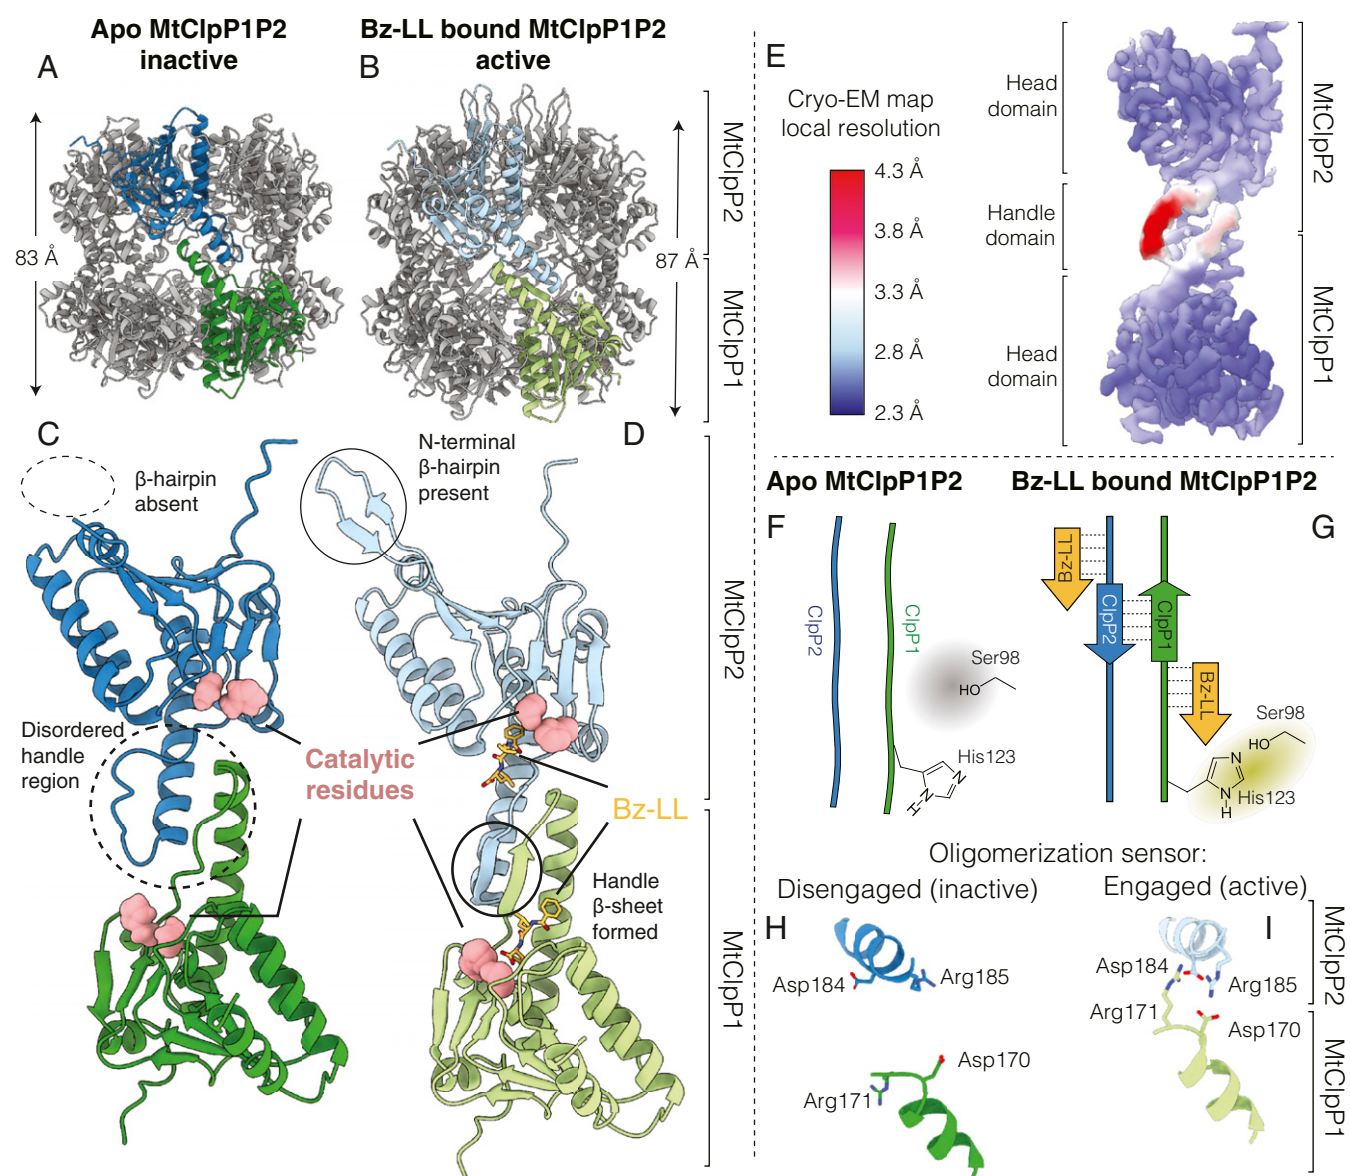 Apo MtClpP1P2
inactive
Bz-LL bound MtClpP1P2
active
A
B
83 Å
87 Å
MtClpP2
MtClpP1
C
β-hairpin
absent
N-terminal
β-hairpin
present
D
Disordered
handle
region
Catalytic
residues
Bz-LL
Handle
β-sheet
formed
MtClpP2
MtClpP1
E
Cryo-EM map
local resolution
4.3 Å
3.8 Å
3.3 Å
2.8 Å
2.3 Å
Head
domain
Handle
domain
Head
domain
MtClpP2
MtClpP1
Apo MtClpP1P2
Bz-LL bound MtClpP1P2
F
ClpP2
ClpP1
Ser98
HO
His123
N
N
H
G
Bz-LL
ClpP2
ClpP1
Bz-LL
Ser98
HO
N
N
H
His123
Oligomerization sensor:
Disengaged (inactive)
Engaged (active)
H
Asp184
Arg185
Asp170
Arg171
I
Asp184
Arg185
Arg171
Asp170
MtClpP2
MtClpP1